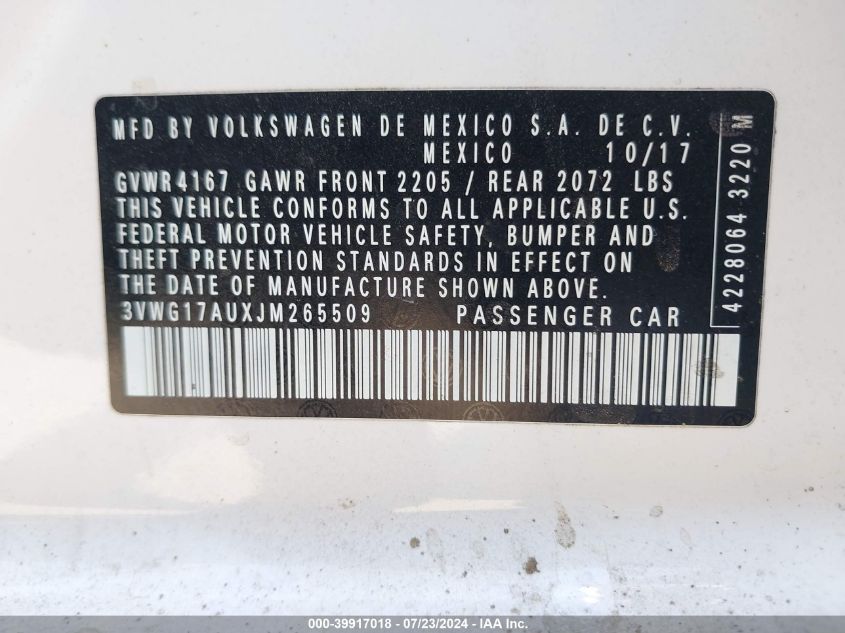 MFD BY VOLKSWAGEN DE MEXICO S.A. DE C.V.
MEXICO 10/17
GVWR 4167 GAWR FRONT 2205 / REAR 2072 LBS
THIS VEHICLE CONFORMS TO ALL APPLICABLE U.S.
FEDERAL MOTOR VEHICLE SAFETY, BUMPER AND
THEFT PREVENTION STANDARDS IN EFFECT ON
THE DATE OF MANUFACTURE SHOWN ABOVE.
3VWG17AUXJM265509 PASSENGER CAR
4228064 3220 M
000-39917018 - 07/23/2024 - IAA, Inc.